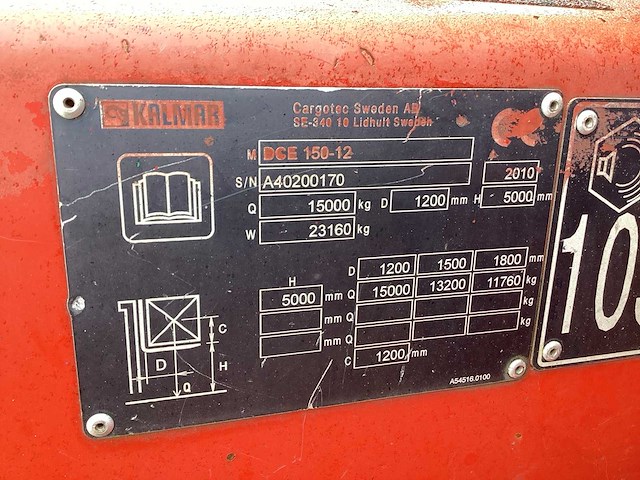 KALMAR
Cargotec Sweden AB
SE-340 10 Lidhult Sweden
CE
M DCE 150-12
S/N A40200170 2010
Q 15000 kg D 1200 mm H 5000 mm
W 23160 kg
H D 1200 1500 1800 mm
5000 mm Q 15000 13200 11760 kg
mm Q kg
mm Q kg
C 1200 mm
C
D H
Q
A54516.0100